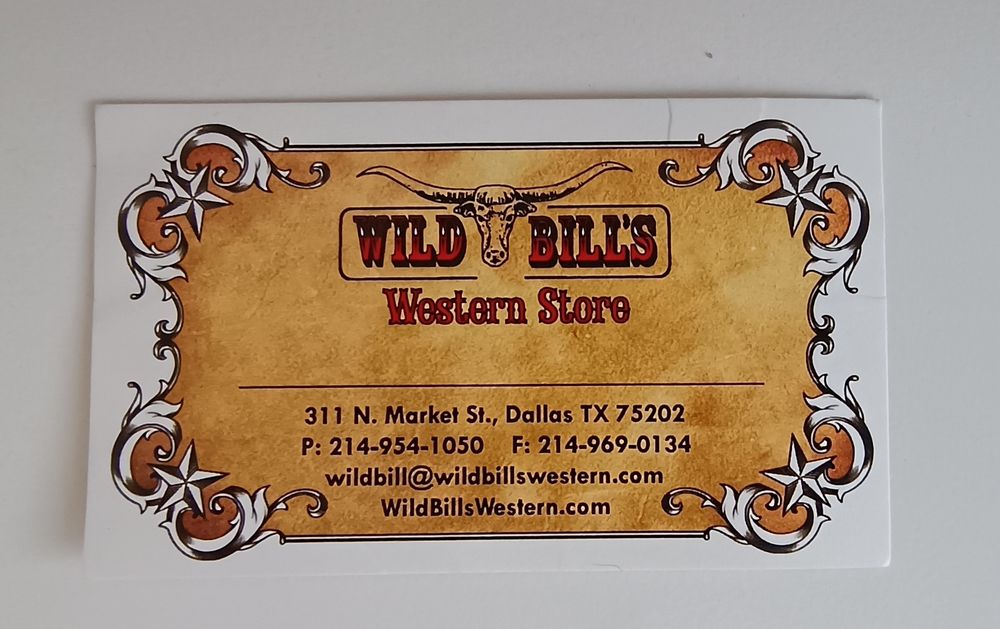 WILD BILL'S
Western Store
311 N. Market St., Dallas TX 75202
P: 214-954-1050 F: 214-969-0134
wildbill@wildbillswestern.com
WildBillsWestern.com